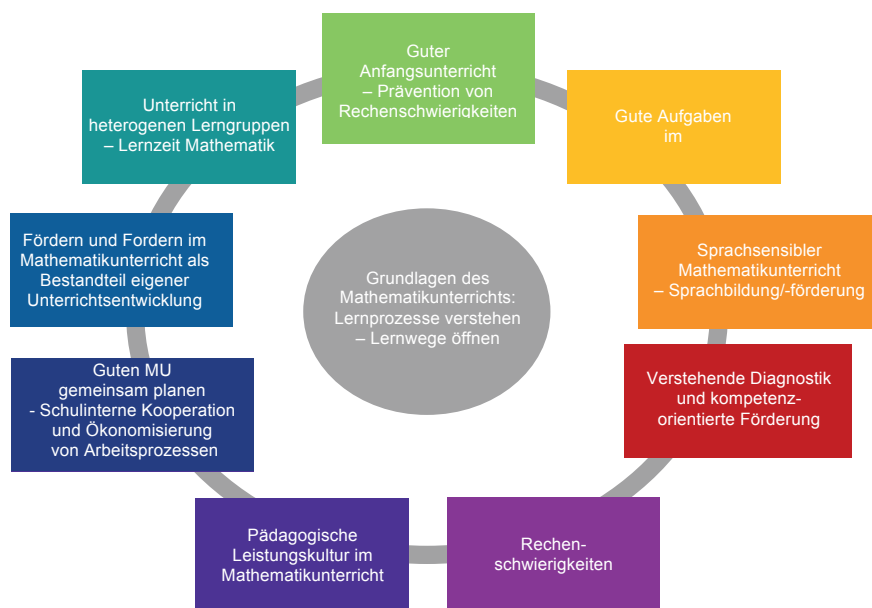 Guter
Anfangsunterricht
– Prävention von
Rechenschwierigkeiten
Gute Aufgaben
im
Sprachsensibler
Mathematikunterricht
– Sprachbildung/-förderung
Verstehende Diagnostik
und kompetenz-
orientierte Förderung
Rechen-
schwierigkeiten
Pädagogische
Leistungskultur im
Mathematikunterricht
Guten MU
gemeinsam planen
- Schulinterne Kooperation
und Ökonomisierung
von Arbeitsprozessen
Fördern und Fordern im
Mathematikunterricht als
Bestandteil eigener
Unterrichtsentwicklung
Unterricht in
heterogenen Lerngruppen
– Lernzeit Mathematik
Grundlagen des
Mathematikunterrichts:
Lernprozesse verstehen
– Lernwege öffnen